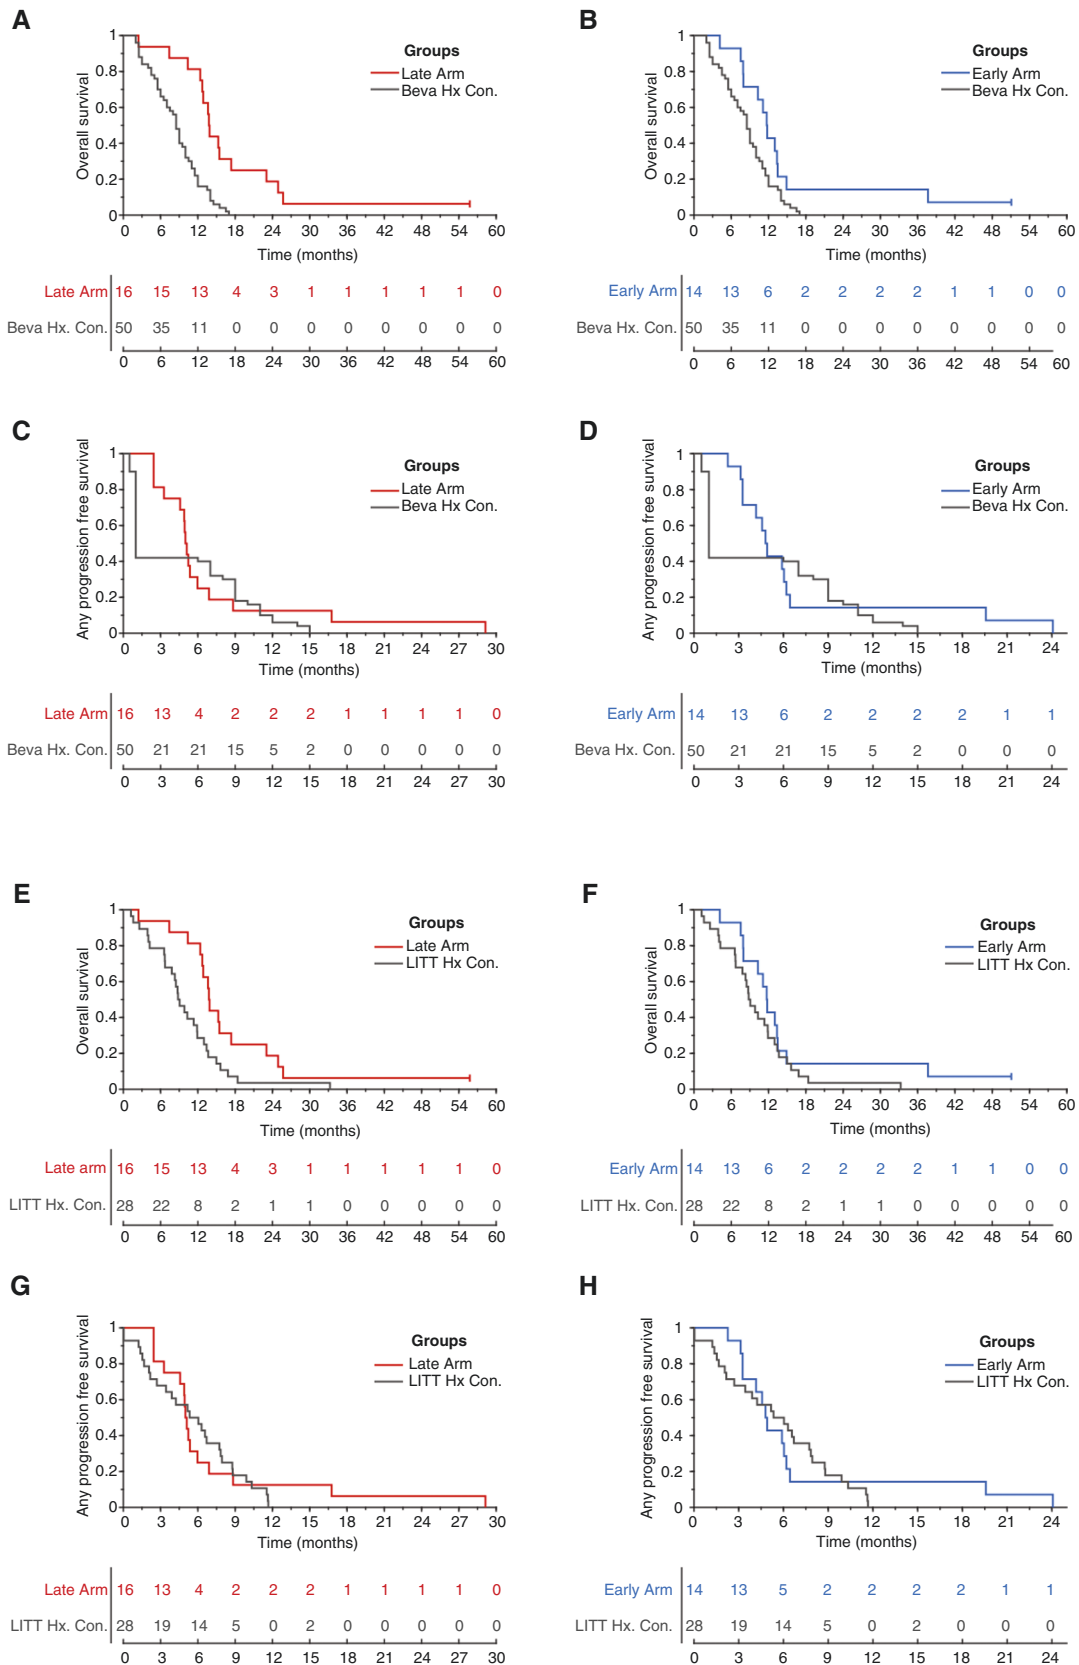 A
Overall survival
1
0.8
0.6
0.4
0.2
0
Groups
Late Arm
Beva Hx Con.
0 6 12 18 24 30 36 42 48 54 60
Time (months)
Late Arm 16 15 13 4 3 1 1 1 1 1 0
Beva Hx. Con. 50 35 11 0 0 0 0 0 0 0 0
0 6 12 18 24 30 36 42 48 54 60
B
Overall survival
1
0.8
0.6
0.4
0.2
0
Groups
Early Arm
Beva Hx Con.
0 6 12 18 24 30 36 42 48 54 60
Time (months)
Early Arm 14 13 6 2 2 2 2 1 1 0 0
Beva Hx. Con. 50 35 11 0 0 0 0 0 0 0 0
0 6 12 18 24 30 36 42 48 54 60
C
Any progression free survival
1
0.8
0.6
0.4
0.2
0
Groups
Late Arm
Beva Hx Con.
0 3 6 9 12 15 18 21 24 27 30
Time (months)
Late Arm 16 13 4 2 2 2 1 1 1 1 0
Beva Hx. Con. 50 21 21 15 5 2 0 0 0 0 0
0 3 6 9 12 15 18 21 24 27 30
D
Any progression free survival
1
0.8
0.6
0.4
0.2
0
Groups
Early Arm
Beva Hx Con.
0 3 6 9 12 15 18 21 24
Time (months)
Early Arm 14 13 6 2 2 2 2 1 1
Beva Hx. Con. 50 21 21 15 5 2 0 0 0
0 3 6 9 12 15 18 21 24
E
Overall survival
1
0.8
0.6
0.4
0.2
0
Groups
Late Arm
LITT Hx Con.
0 6 12 18 24 30 36 42 48 54 60
Time (months)
Late arm 16 15 13 4 3 1 1 1 1 1 0
LITT Hx. Con. 28 22 8 2 1 1 0 0 0 0 0
0 6 12 18 24 30 36 42 48 54 60
F
Overall survival
1
0.8
0.6
0.4
0.2
0
Groups
Early Arm
LITT Hx Con.
0 6 12 18 24 30 36 42 48 54 60
Time (months)
Early Arm 14 13 6 2 2 2 2 1 1 0 0
LITT Hx. Con. 28 22 8 2 1 1 0 0 0 0 0
0 6 12 18 24 30 36 42 48 54 60
G
Any progression free survival
1
0.8
0.6
0.4
0.2
0
Groups
Late Arm
LITT Hx Con.
0 3 6 9 12 15 18 21 24 27 30
Time (months)
Late Arm 16 13 4 2 2 2 1 1 1 1 0
LITT Hx. Con. 28 19 14 5 0 2 0 0 0 0 0
0 3 6 9 12 15 18 21 24 27 30
H
Any progression free survival
1
0.8
0.6
0.4
0.2
0
Groups
Early Arm
LITT Hx Con.
0 3 6 9 12 15 18 21 24
Time (months)
Early Arm 14 13 5 2 2 2 2 1 1
LITT Hx. Con. 28 19 14 5 0 2 0 0 0
0 3 6 9 12 15 18 21 24